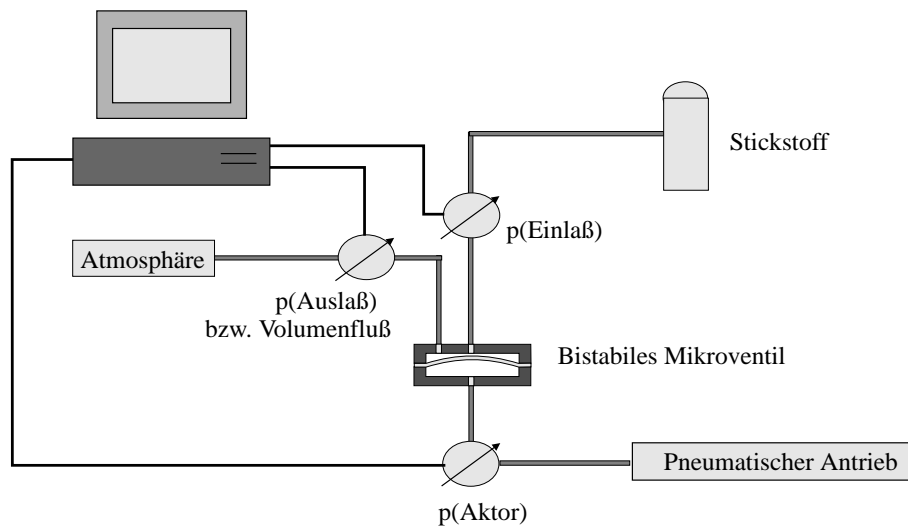 Stickstoff
p(Einlaß)
Atmosphäre
p(Auslaß)
bzw. Volumenfluß
Bistabiles Mikroventil
Pneumatischer Antrieb
p(Aktor)